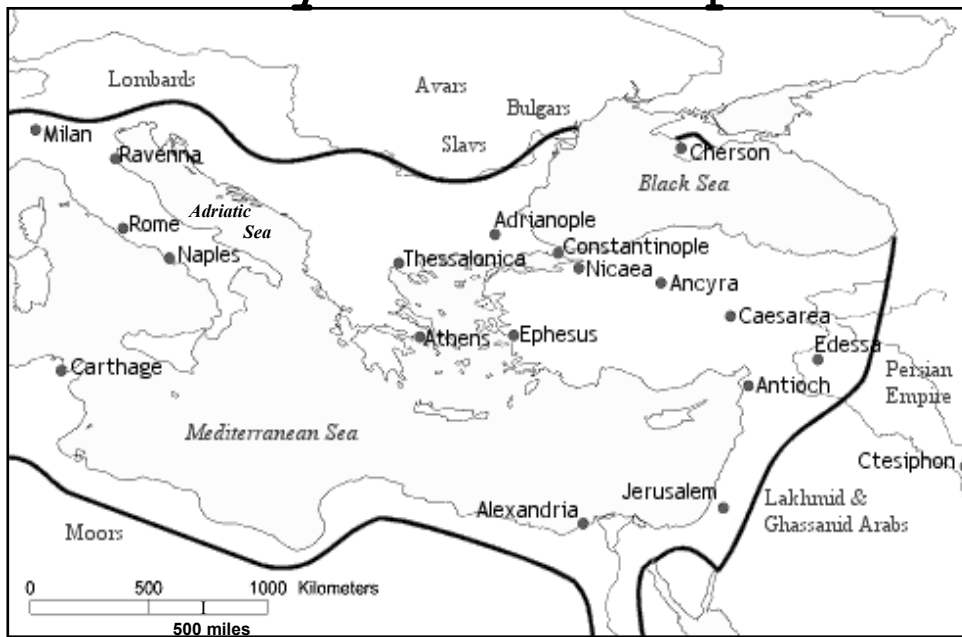 Lombards
Avars
Bulgars
Slavs
Milan
Ravenna
Cherson
Black Sea
Adriatic
Sea
Rome
Naples
Adrianople
Constantinople
Thessalonica
Nicaea
Ancyra
Caesarea
Athens
Ephesus
Edessa
Carthage
Antioch
Persian
Empire
Mediterranean Sea
Ctesiphon
Jerusalem
Lakhmid &
Ghassanid Arabs
Alexandria
Moors
0 500 1000 Kilometers
500 miles